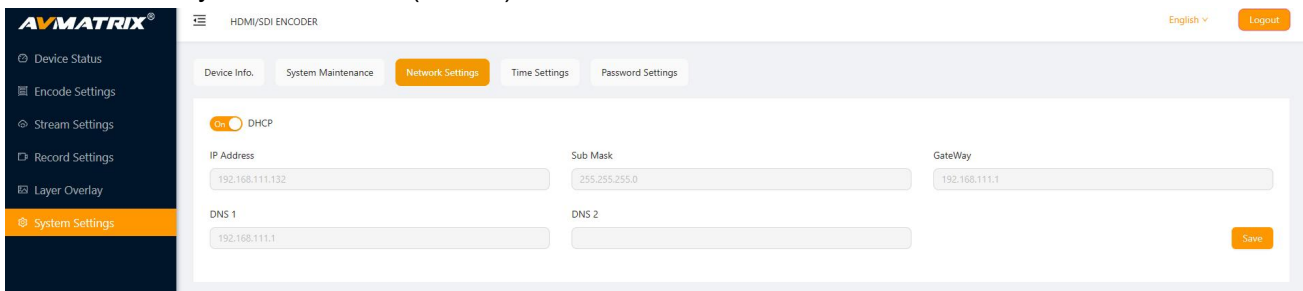 AVMATRIX®
HDMI/SDI ENCODER
English
Logout
Device Status
Encode Settings
Stream Settings
Record Settings
Layer Overlay
System Settings
Device Info.
System Maintenance
Network Settings
Time Settings
Password Settings
On DHCP
IP Address
Sub Mask
GateWay
192.168.111.132
255.255.255.0
192.168.111.1
DNS 1
DNS 2
192.168.111.1
Save